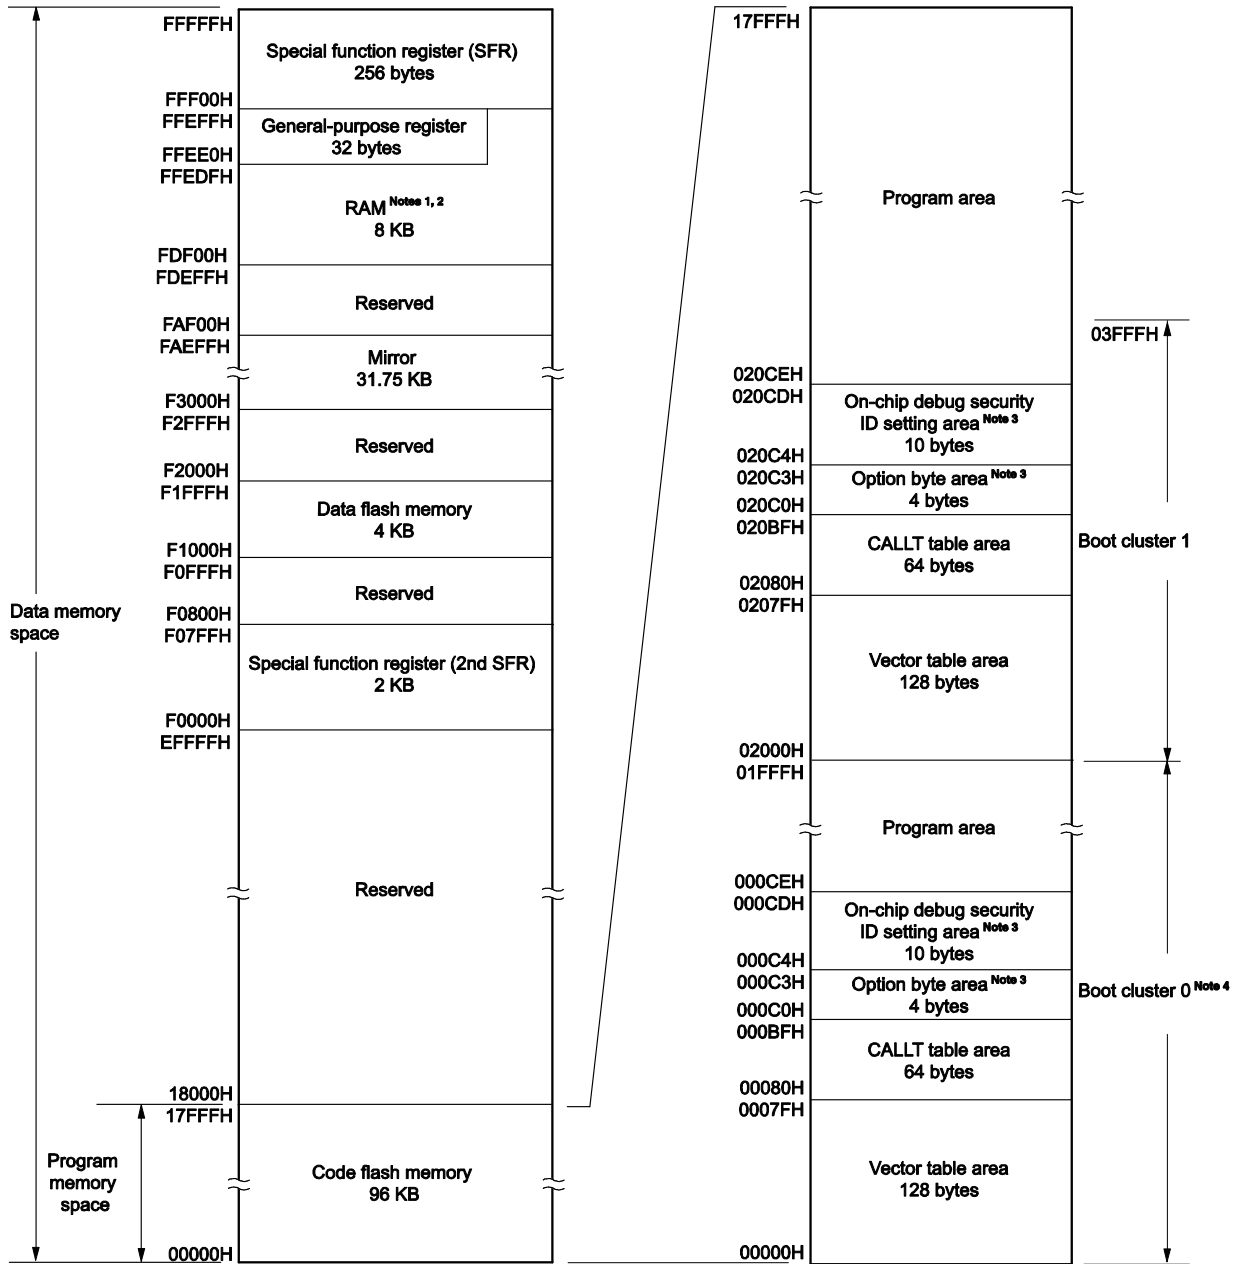 FFFFFH
Special function register (SFR)
256 bytes
FFF00H
FFEFFH
General-purpose register
32 bytes
FFEE0H
FFEDFH
RAM Notes 1, 2
8 KB
FDF00H
FDEFFH
Reserved
FAF00H
FAEFFH
Mirror
31.75 KB
F3000H
F2FFFH
Reserved
F2000H
F1FFFH
Data flash memory
4 KB
F1000H
F0FFFH
Reserved
F0800H
F07FFH
Data memory
space
Special function register (2nd SFR)
2 KB
F0000H
EFFFFH
Reserved
18000H
17FFFH
Program
memory
space
Code flash memory
96 KB
00000H
17FFFH
Program area
03FFFH
020CEH
020CDH
On-chip debug security
ID setting area Note 3
10 bytes
020C4H
020C3H
Option byte area Note 3
4 bytes
020C0H
020BFH
CALLT table area
64 bytes
Boot cluster 1
02080H
0207FH
Vector table area
128 bytes
02000H
01FFFH
Program area
000CEH
000CDH
On-chip debug security
ID setting area Note 3
10 bytes
000C4H
000C3H
Option byte area Note 3
4 bytes
Boot cluster 0 Note 4
000C0H
000BFH
CALLT table area
64 bytes
00080H
0007FH
Vector table area
128 bytes
00000H